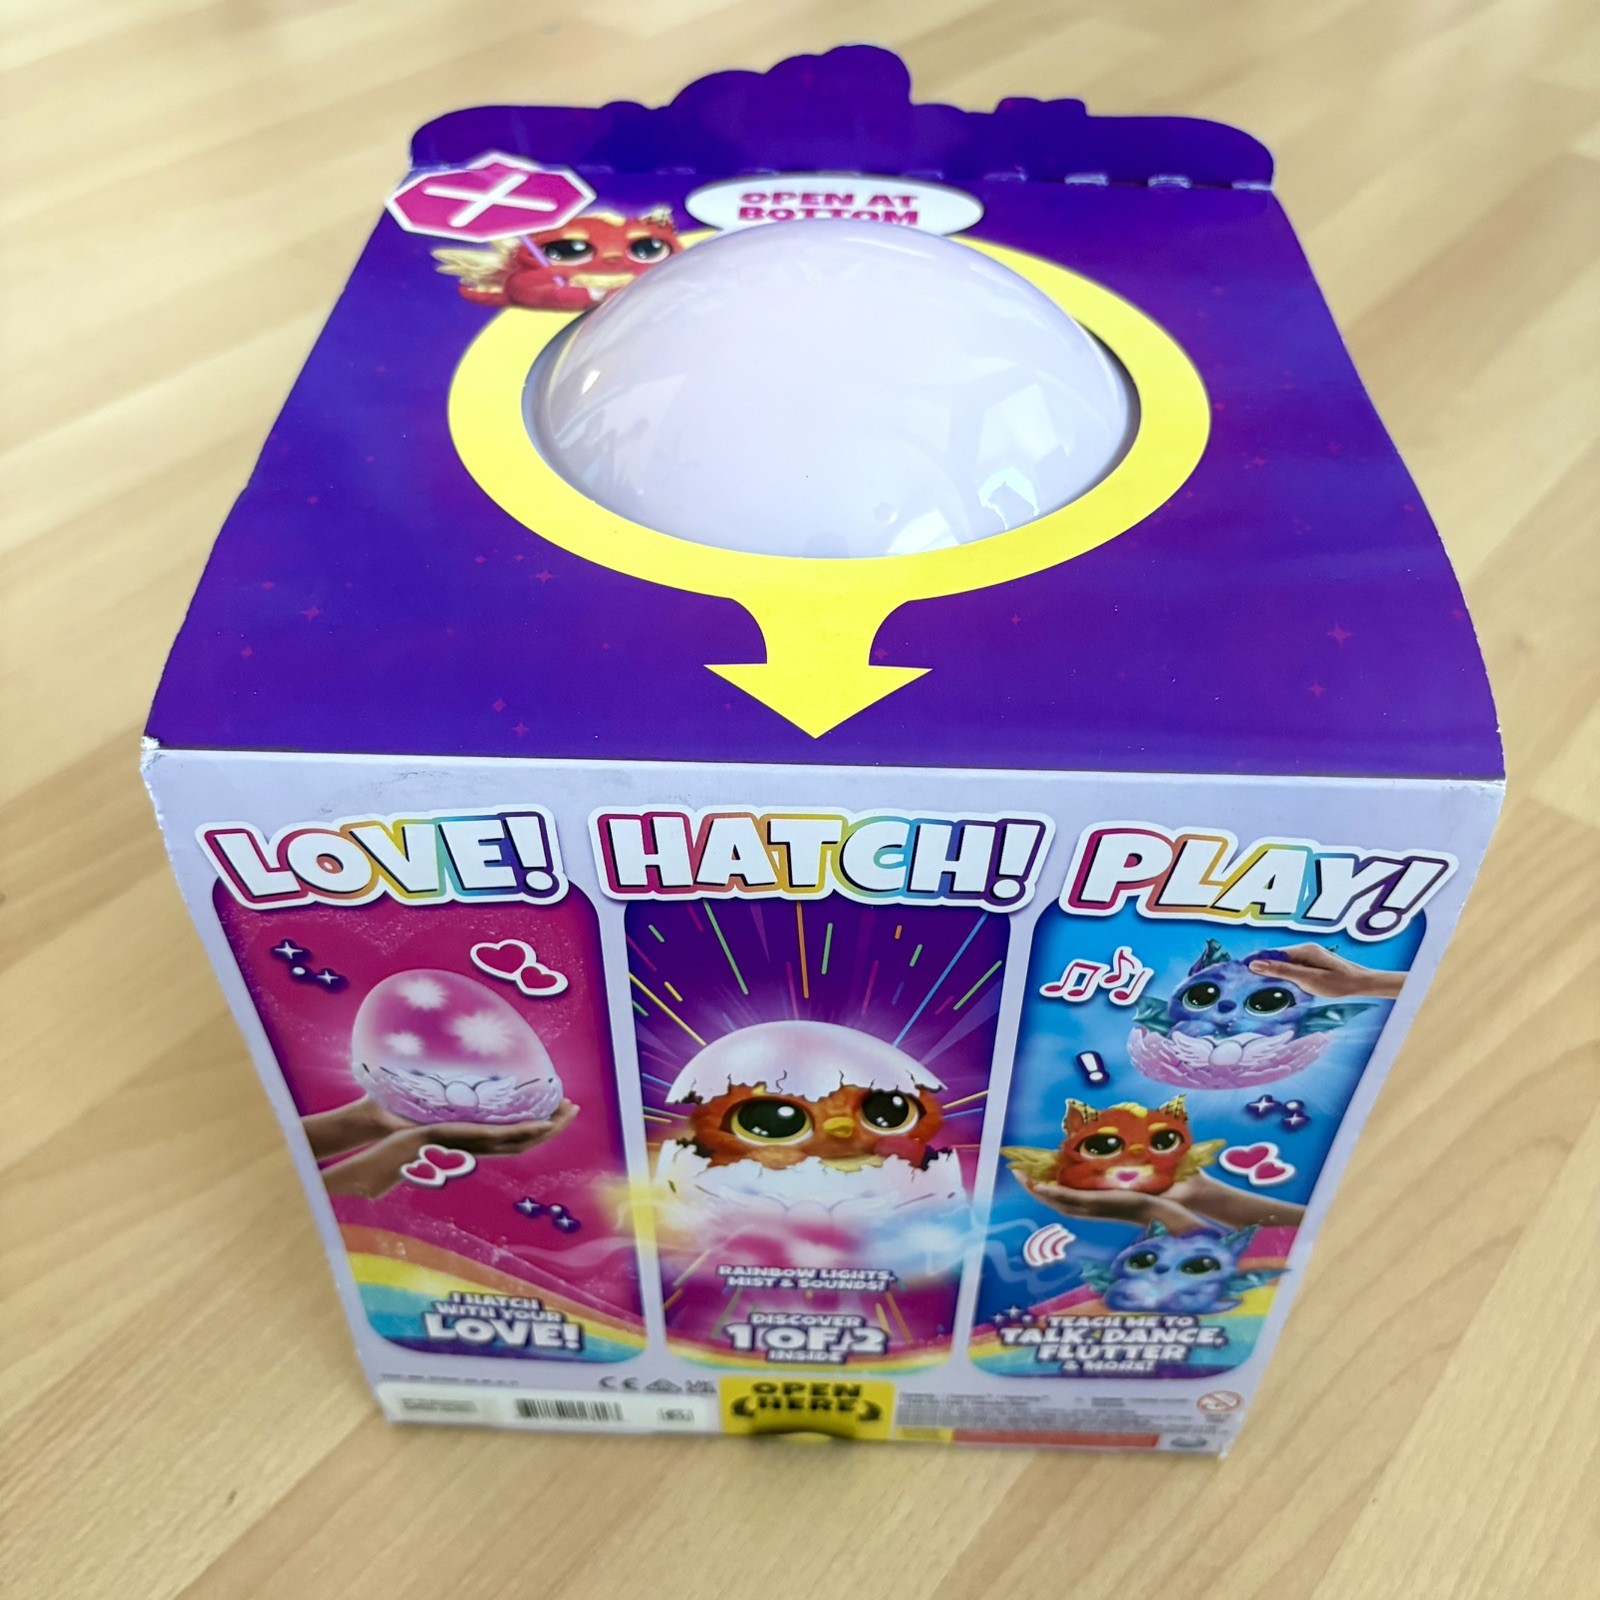 OPEN AT
BOTTOM
LOVE!
HATCH!
PLAY!
I HATCH
WITH YOUR
LOVE!
RAINBOW LIGHTS,
MIST & SOUNDS!
DISCOVER
1 OF 2
INSIDE
TEACH ME TO
TALK, DANCE,
FLUTTER
& MORE!
CE
OPEN
HERE